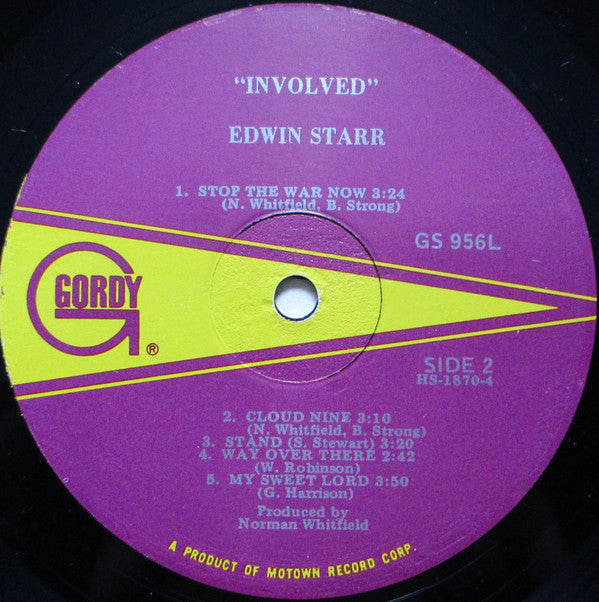 "INVOLVED"
EDWIN STARR
1. STOP THE WAR NOW 3:24
(N. Whitfield, B. Strong)
GS 956L
GORDY
®
SIDE 2
HS-1870-4
2. CLOUD NINE 3:10
(N. Whitfield, B. Strong)
3. STAND (S. Stewart) 3:20
4. WAY OVER THERE 2:42
(W. Robinson)
5. MY SWEET LORD 3:50
(G. Harrison)
Produced by
Norman Whitfield
A PRODUCT OF MOTOWN RECORD CORP.